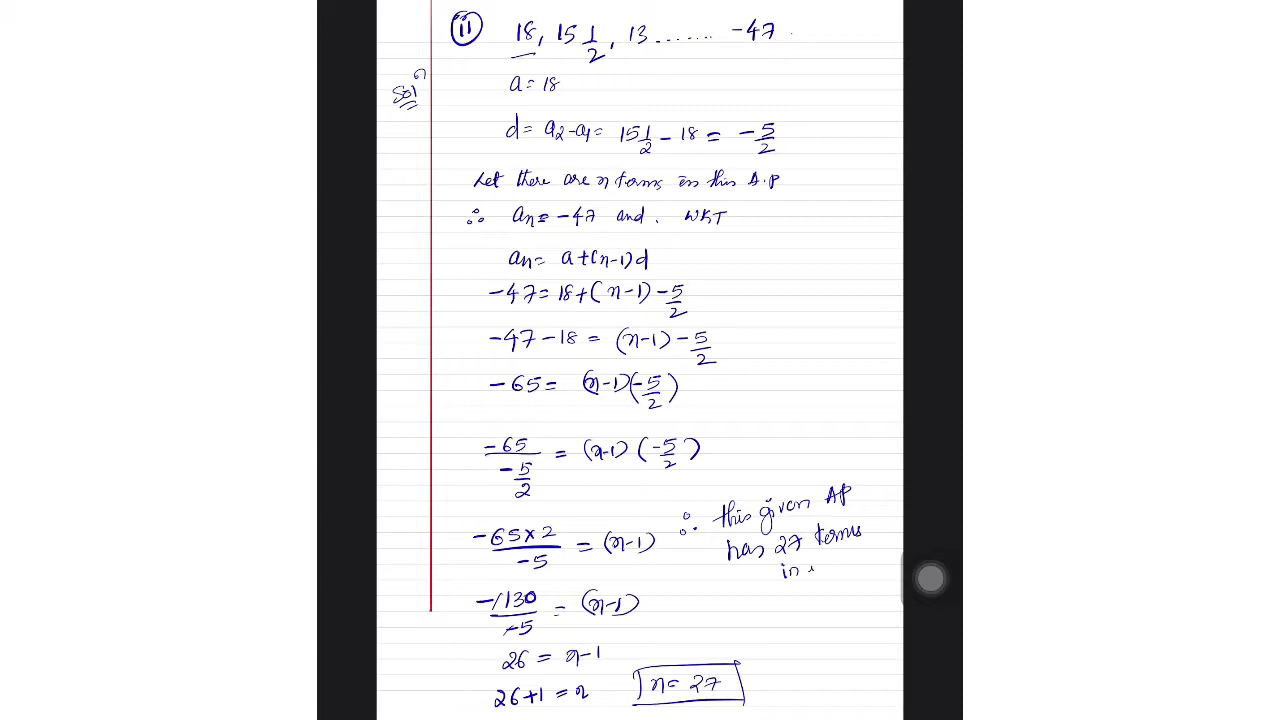 (ii) 18, 15 1/2, 13 ....... -47
Solⁿ
a = 18
d = a₂-a₁ = 15 1/2 - 18 = -5/2
Let there are n terms in this A.P
∴ aₙ = -47 and . WKT
aₙ = a+(n-1)d
-47 = 18+(n-1) -5/2
-47-18 = (n-1) -5/2
-65 = (n-1)(-5/2)
-65/-5/2 = (n-1)(-5/2)
-65×2/-5 = (n-1)
∴ this given AP
has 27 terms
in
-130/-5 = (n-1)
26 = n-1
26+1 = n
n = 27